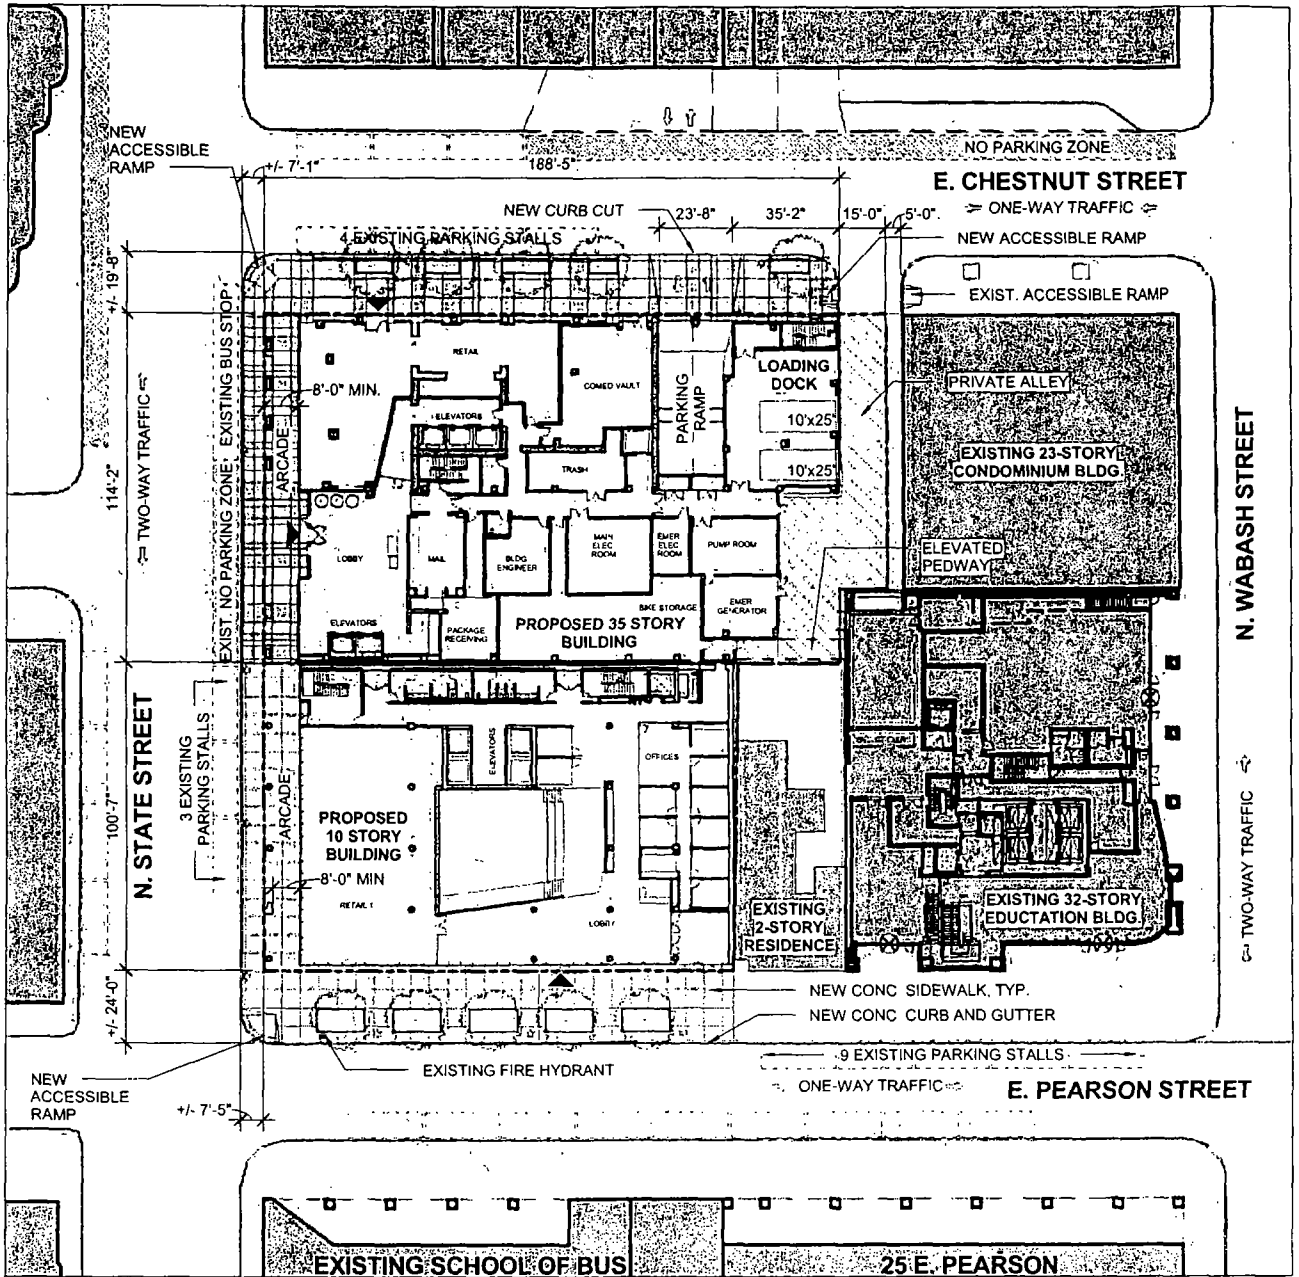 NEW
ACCESSIBLE
RAMP
+/- 7'-1"
188'-5"
NO PARKING ZONE
E. CHESTNUT STREET
ONE-WAY TRAFFIC
NEW CURB CUT
23'-8"
35'-2"
15'-0"
5'-0"
NEW ACCESSIBLE RAMP
4 EXISTING PARKING STALLS
EXIST. ACCESSIBLE RAMP
+/- 19'-8"
EXIST. NO PARKING ZONE
EXISTING BUS STOP
TWO-WAY TRAFFIC
114'-2"
8'-0" MIN.
ARCADE
RETAIL
COMED VAULT
PARKING
RAMP
LOADING
DOCK
10'x25'
10'x25'
PRIVATE ALLEY
EXISTING 23-STORY
CONDOMINIUM BLDG.
N. WABASH STREET
ELEVATORS
TRASH
LOBBY
MAIL
BLDG
ENGINEER
MAIN
ELEC
ROOM
EMER
ELEC
ROOM
PUMP ROOM
ELEVATED
PEDWAY
BIKE STORAGE
EMER
GENERATOR
ELEVATORS
PACKAGE
RECEIVING
PROPOSED 35 STORY
BUILDING
N. STATE STREET
3 EXISTING
PARKING STALLS
100'-7"
ARCADE
ELEVATORS
OFFICES
PROPOSED
10 STORY
BUILDING
8'-0" MIN
RETAIL 1
LOBBY
EXISTING
2-STORY
RESIDENCE
EXISTING 32-STORY
EDUCTATION BLDG.
TWO-WAY TRAFFIC
+/- 24'-0"
NEW CONC SIDEWALK, TYP.
NEW CONC CURB AND GUTTER
EXISTING FIRE HYDRANT
9 EXISTING PARKING STALLS
ONE-WAY TRAFFIC
E. PEARSON STREET
NEW
ACCESSIBLE
RAMP
+/- 7'-5"
EXISTING SCHOOL OF BUS
25 E. PEARSON